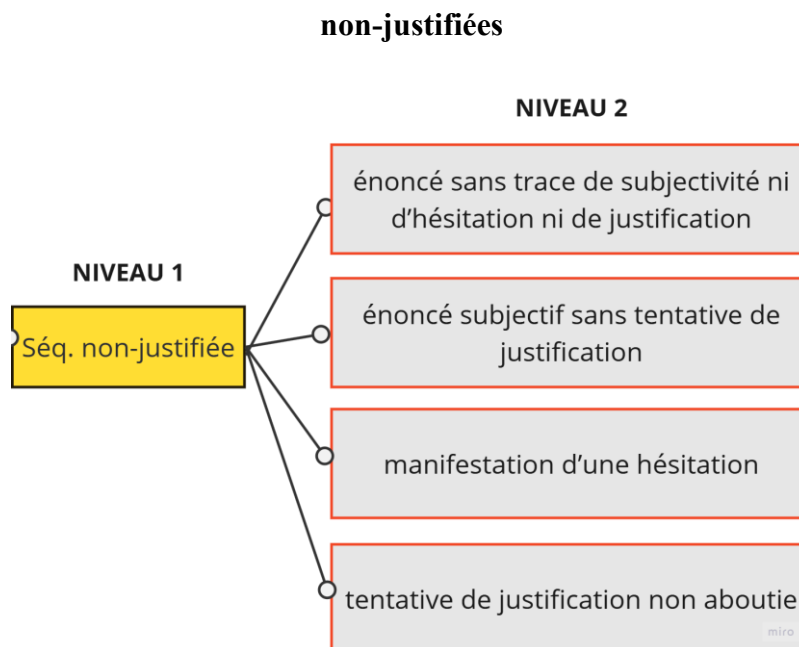 non-justifiées
NIVEAU 2
énoncé sans trace de subjectivité ni
d'hésitation ni de justification
NIVEAU 1
énoncé subjectif sans tentative de
justification
Séq. non-justifiée
manifestation d'une hésitation
tentative de justification non aboutie
miro